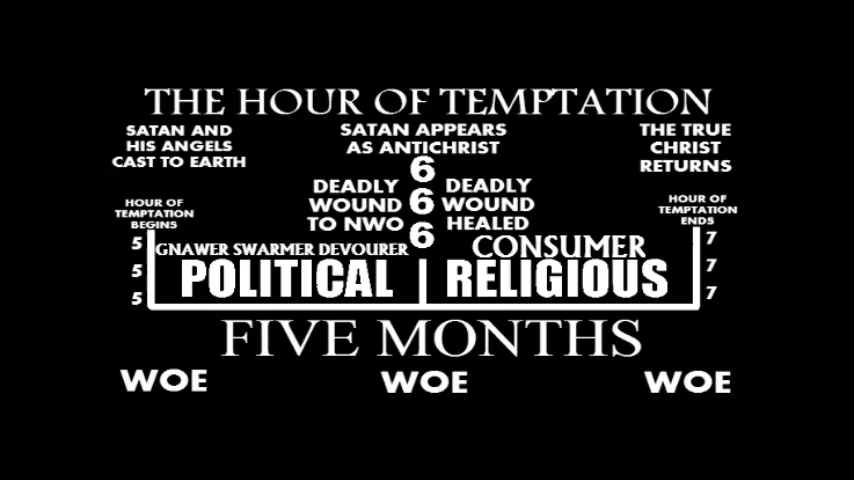 THE HOUR OF TEMPTATION
SATAN AND
HIS ANGELS
CAST TO EARTH
SATAN APPEARS
AS ANTICHRIST
THE TRUE
CHRIST
RETURNS
6
6
6
DEADLY
WOUND
TO NWO
DEADLY
WOUND
HEALED
HOUR OF
TEMPTATION
BEGINS
HOUR OF
TEMPTATION
ENDS
5
5
5
GNAWER SWARMER DEVOURER
POLITICAL
CONSUMER
RELIGIOUS
7
7
7
FIVE MONTHS
WOE WOE WOE